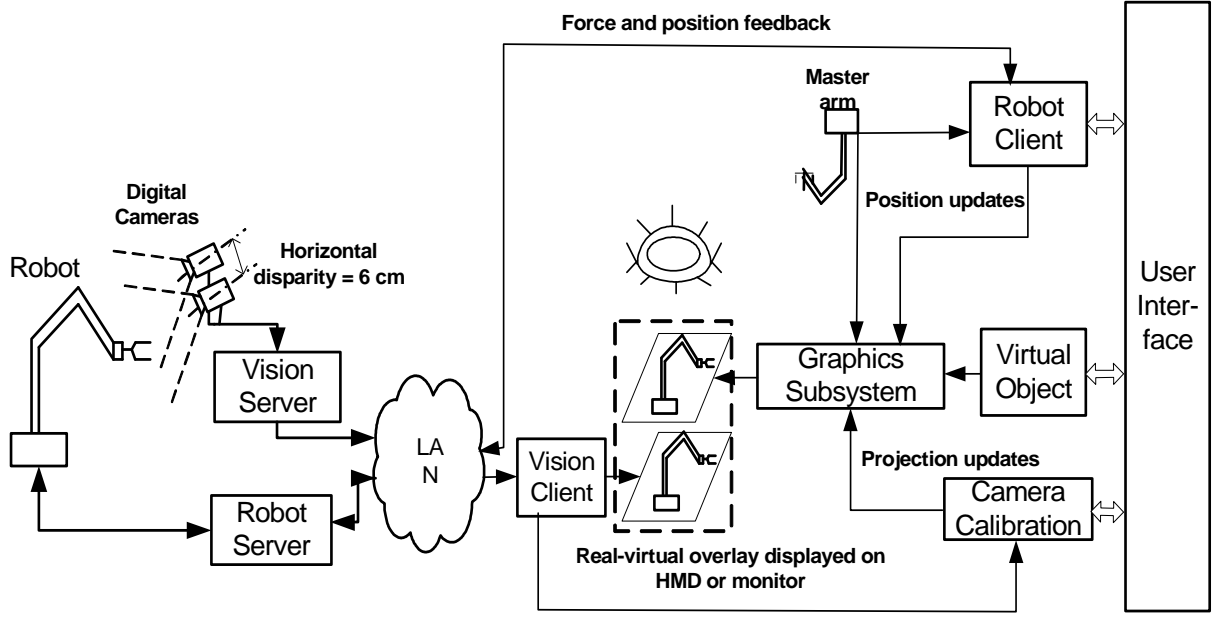 Force and position feedback
Master
arm
Robot
Client
Position updates
Digital
Cameras
Horizontal
disparity = 6 cm
Robot
User
Inter-
face
Vision
Server
Graphics
Subsystem
Virtual
Object
LA
N
Vision
Client
Projection updates
Camera
Calibration
Robot
Server
Real-virtual overlay displayed on
HMD or monitor